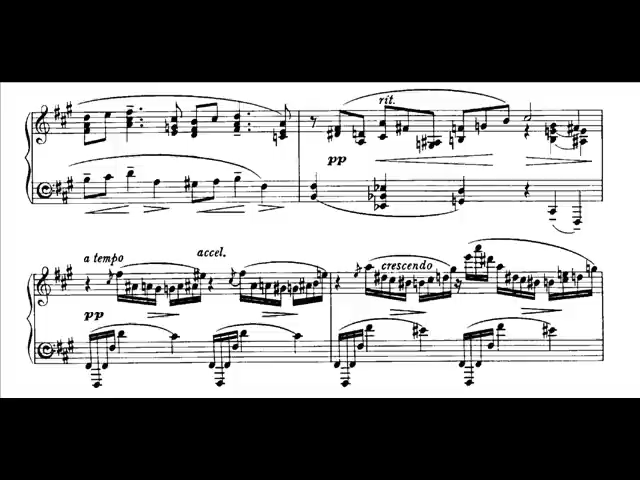 rit.
pp
a tempo
accel.
pp
crescendo